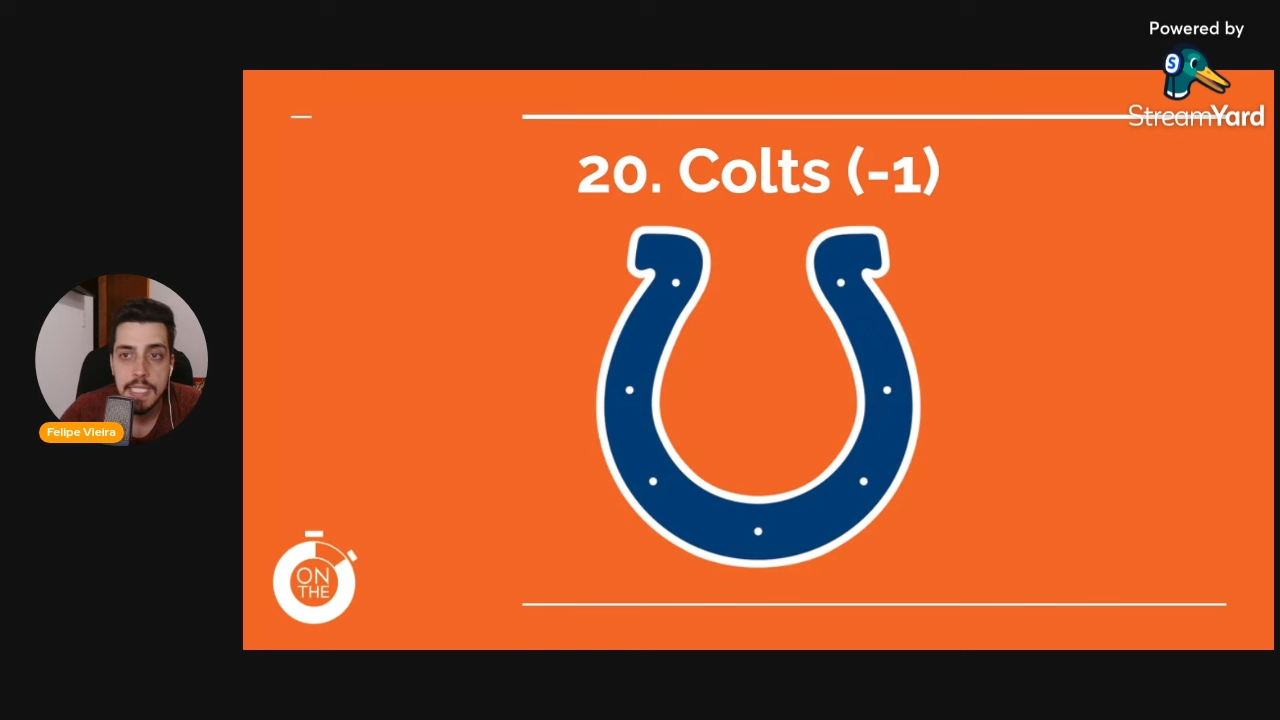 Powered by
S
StreamYard
20. Colts (-1)
Felipe Vieira
ON
THE